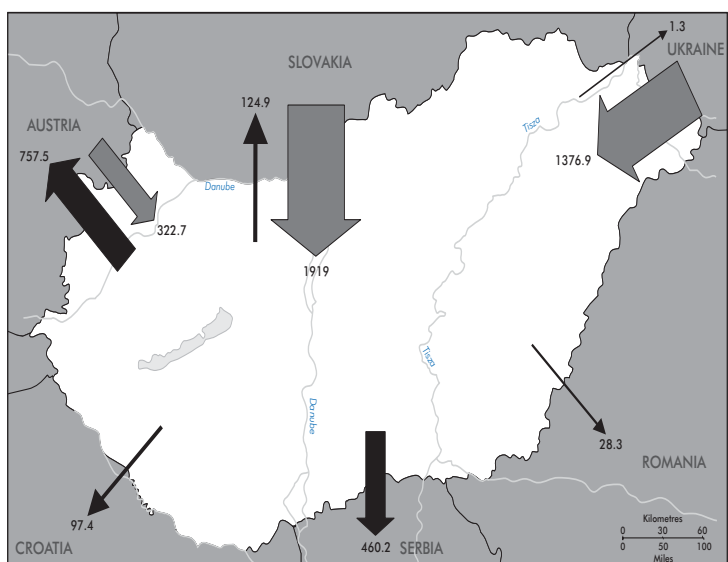 1.3
UKRAINE
SLOVAKIA
124.9
AUSTRIA
Tisza
757.5
1376.9
Danube
322.7
1919
Tisza
Danube
28.3
ROMANIA
97.4
CROATIA
460.2
SERBIA
Kilometres
0 30 60
0 50 100
Miles